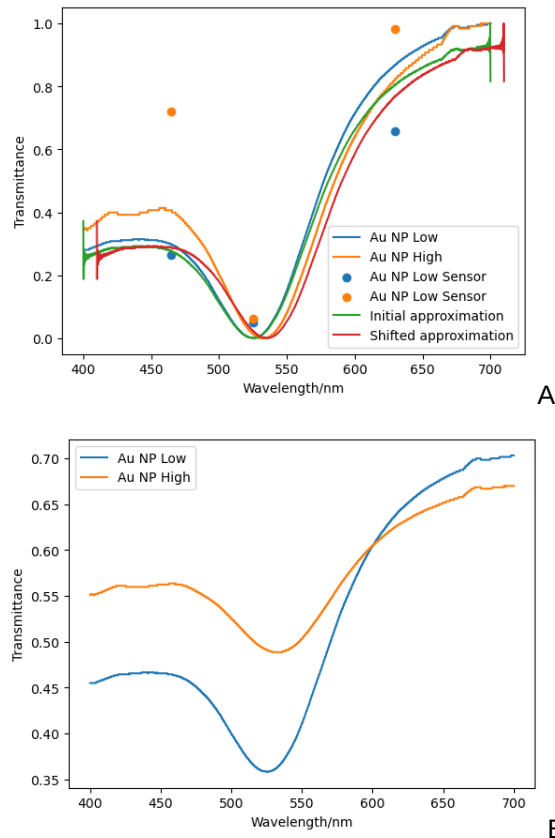 1.0
0.8
0.6
0.4
0.2
0.0
Transmittance
Au NP Low
Au NP High
Au NP Low Sensor
Au NP Low Sensor
Initial approximation
Shifted approximation
400 450 500 550 600 650 700
Wavelength/nm
A
Au NP Low
Au NP High
0.70
0.65
0.60
0.55
0.50
0.45
0.40
0.35
Transmittance
400 450 500 550 600 650 700
Wavelength/nm